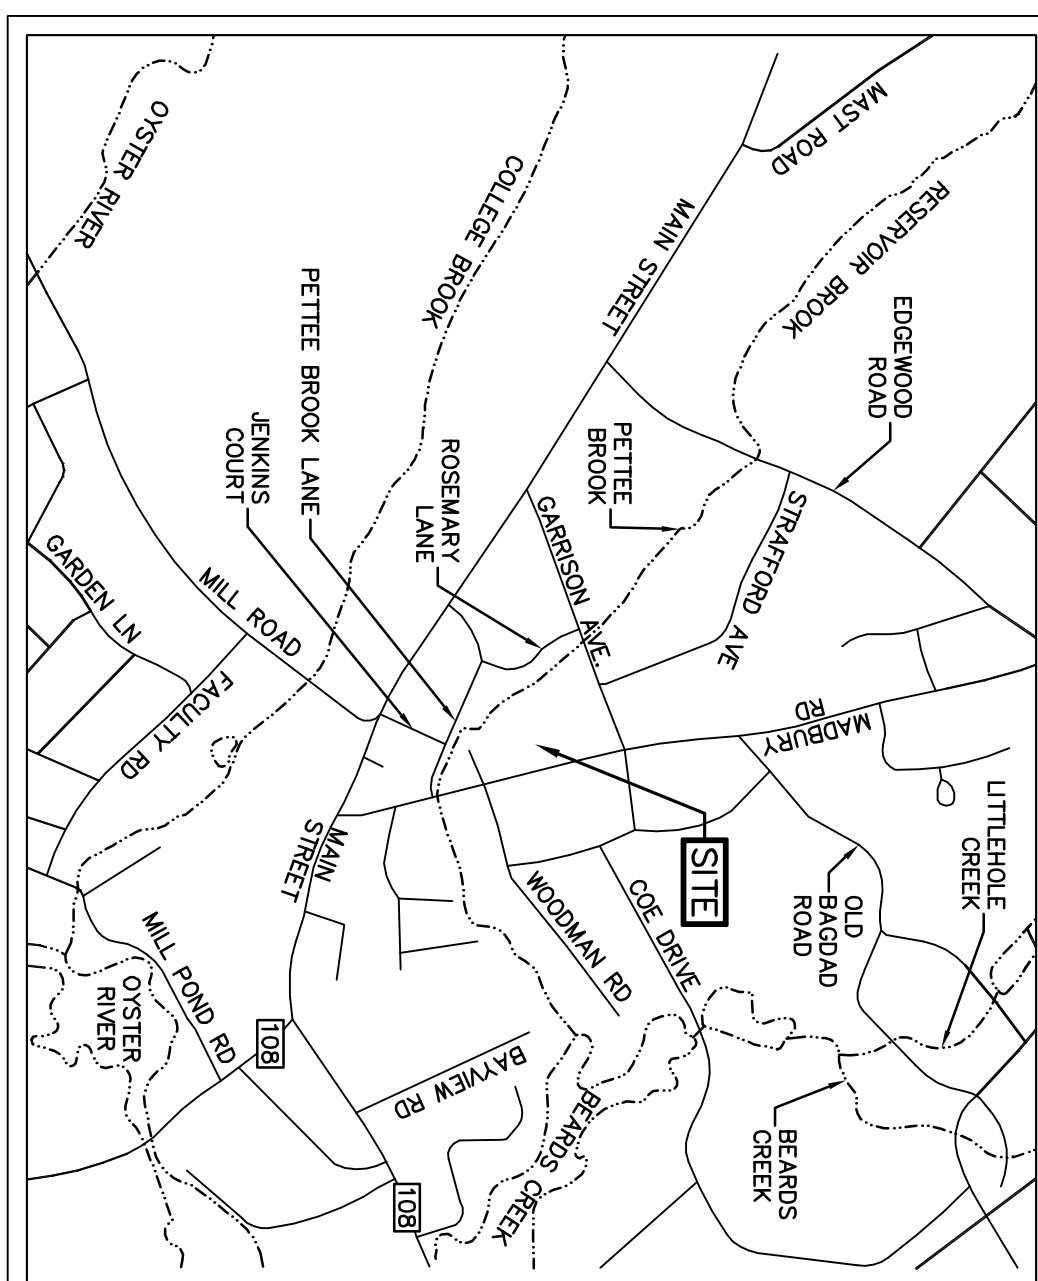 MAST ROAD
RESERVOIR BROOK
EDGEWOOD
ROAD
MAIN STREET
COLLEGE BROOK
OYSTER RIVER
PETTEE BROOK LANE
JENKINS
COURT
ROSEMARY
LANE
PETTEE
BROOK
STRAFFORD AVE
GARRISON AVE.
MILL ROAD
GARDEN LN
FACULTY RD
MADBURY
RD
LITTLEHOLE
CREEK
OLD
BAGDAD
ROAD
SITE
COE DRIVE
WOODMAN RD
MAIN
STREET
MILL POND RD
OYSTER
RIVER
108
BAYVIEW RD
BEARDS CREEK
BEARDS
CREEK
108